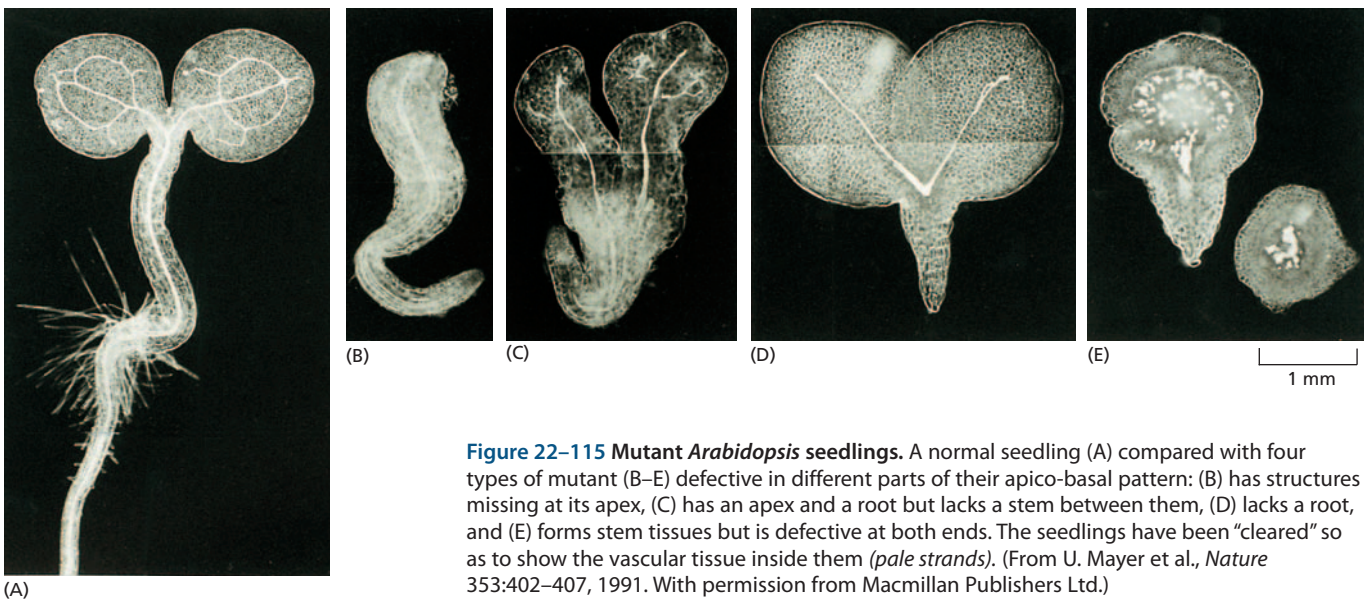 (A)
(B)
(C)
(D)
(E)
1 mm
Figure 22–115 Mutant Arabidopsis seedlings. A normal seedling (A) compared with four
types of mutant (B–E) defective in different parts of their apico-basal pattern: (B) has structures
missing at its apex, (C) has an apex and a root but lacks a stem between them, (D) lacks a root,
and (E) forms stem tissues but is defective at both ends. The seedlings have been “cleared” so
as to show the vascular tissue inside them (pale strands). (From U. Mayer et al., Nature
353:402–407, 1991. With permission from Macmillan Publishers Ltd.)